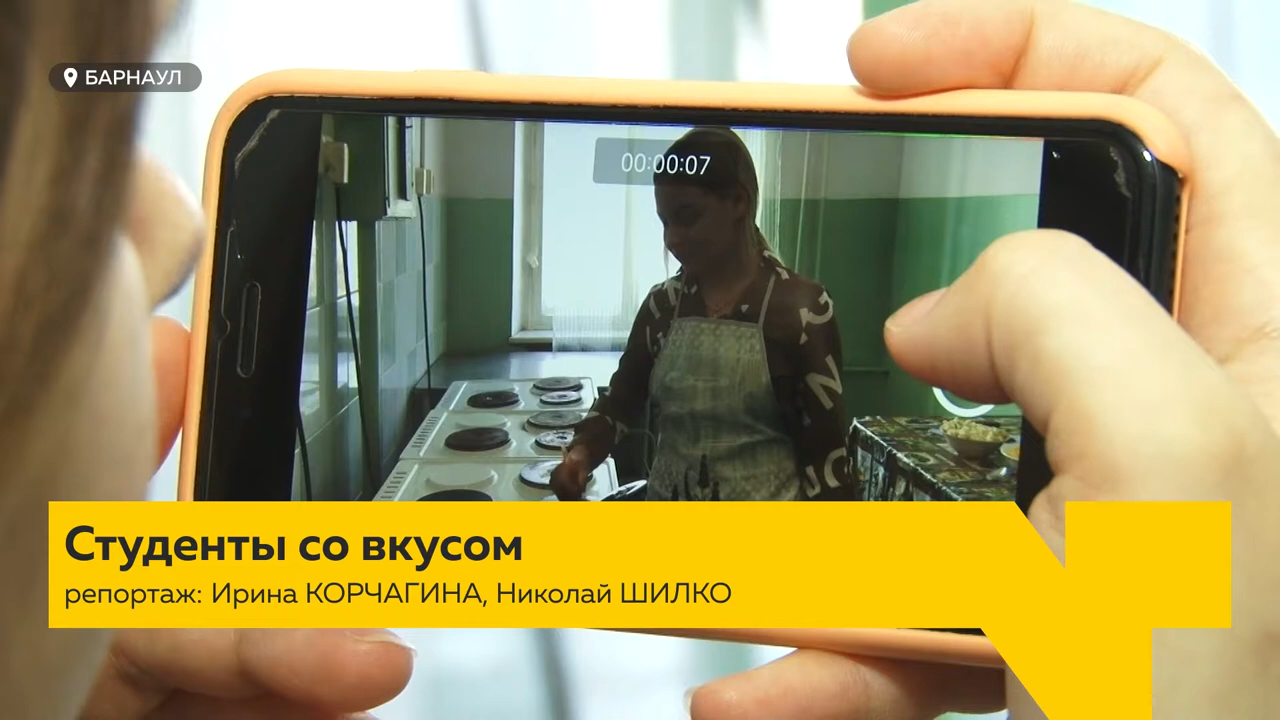 БАРНАУЛ
00:00:07
Студенты со вкусом
репортаж: Ирина КОРЧАГИНА, Николай ШИЛКО